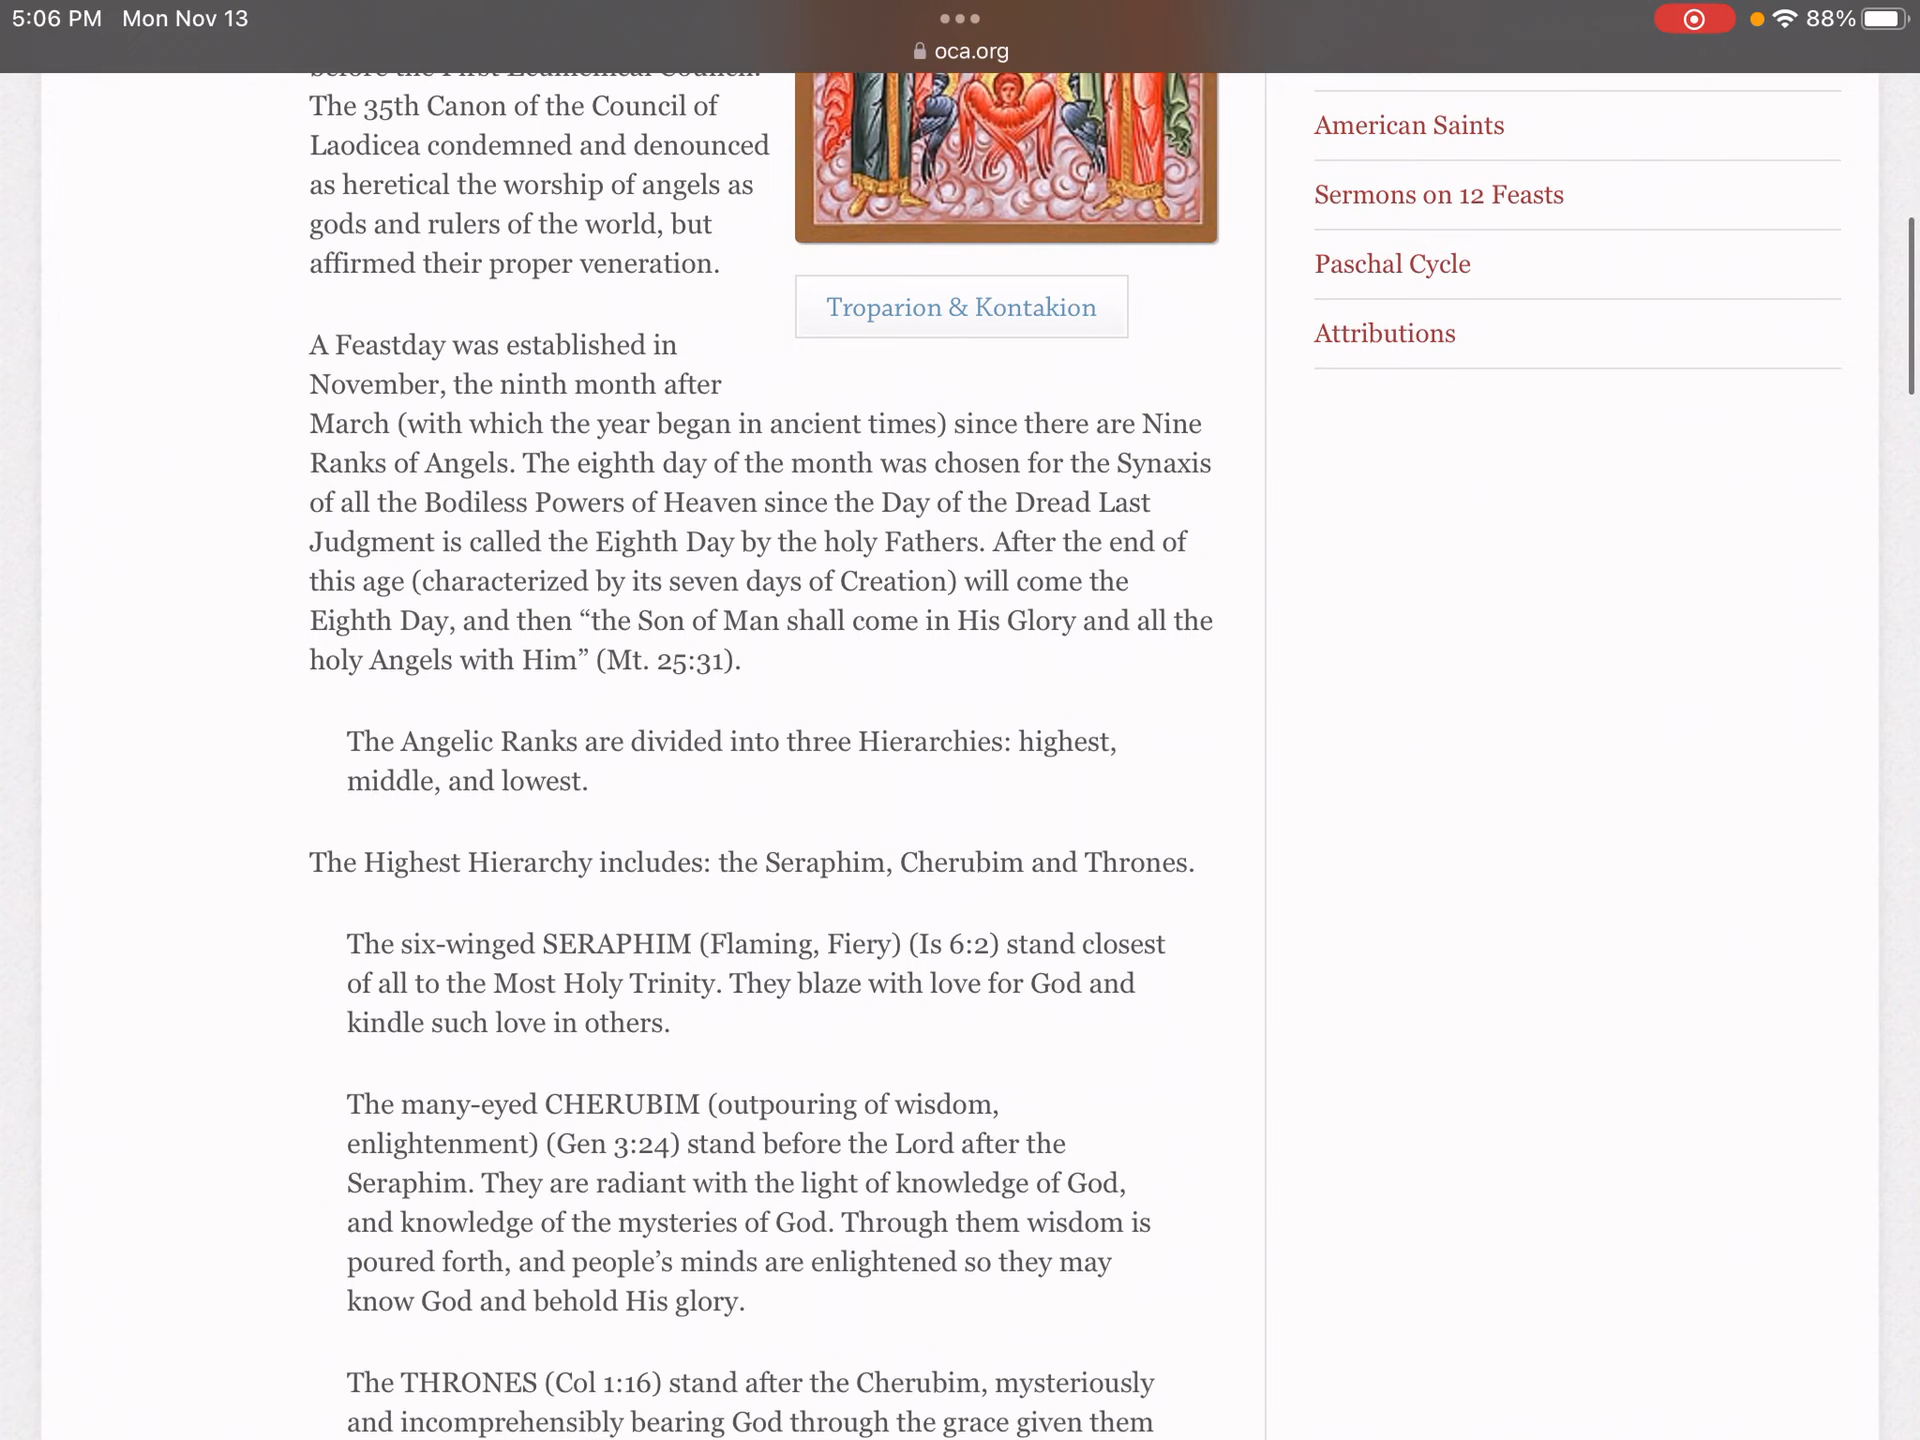 5:06 PM Mon Nov 13
88%
oca.org
before the First Ecumenical Council.
The 35th Canon of the Council of
Laodicea condemned and denounced
as heretical the worship of angels as
gods and rulers of the world, but
affirmed their proper veneration.
Troparion & Kontakion
A Feastday was established in
November, the ninth month after
March (with which the year began in ancient times) since there are Nine
Ranks of Angels. The eighth day of the month was chosen for the Synaxis
of all the Bodiless Powers of Heaven since the Day of the Dread Last
Judgment is called the Eighth Day by the holy Fathers. After the end of
this age (characterized by its seven days of Creation) will come the
Eighth Day, and then “the Son of Man shall come in His Glory and all the
holy Angels with Him” (Mt. 25:31).
The Angelic Ranks are divided into three Hierarchies: highest,
middle, and lowest.
The Highest Hierarchy includes: the Seraphim, Cherubim and Thrones.
The six-winged SERAPHIM (Flaming, Fiery) (Is 6:2) stand closest
of all to the Most Holy Trinity. They blaze with love for God and
kindle such love in others.
The many-eyed CHERUBIM (outpouring of wisdom,
enlightenment) (Gen 3:24) stand before the Lord after the
Seraphim. They are radiant with the light of knowledge of God,
and knowledge of the mysteries of God. Through them wisdom is
poured forth, and people’s minds are enlightened so they may
know God and behold His glory.
The THRONES (Col 1:16) stand after the Cherubim, mysteriously
and incomprehensibly bearing God through the grace given them
American Saints
Sermons on 12 Feasts
Paschal Cycle
Attributions